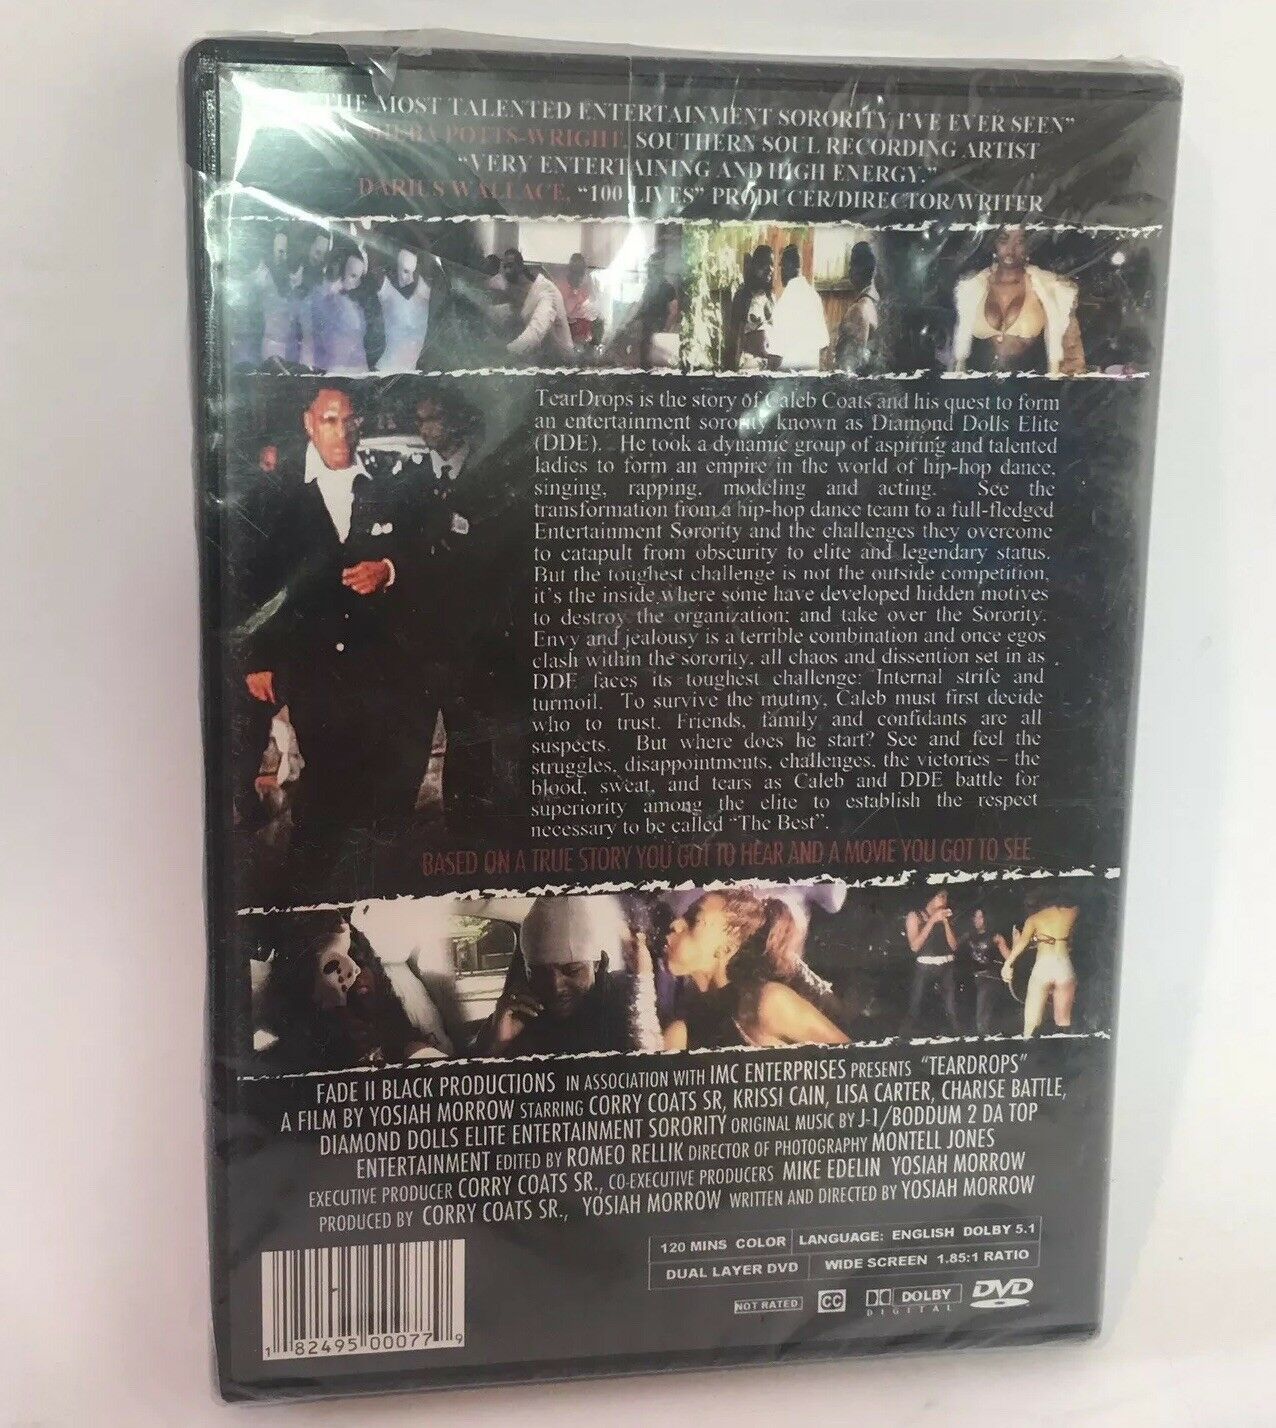 THE MOST TALENTED ENTERTAINMENT SORORITY I'VE EVER SEEN"
POTTS-WRIGHT, SOUTHERN SOUL RECORDING ARTIST
"VERY ENTERTAINING AND HIGH ENERGY."
DARIUS WALLACE, "100 LIVES" PRODUCER/DIRECTOR/WRITER
TearDrops is the story of Caleb Coats and his quest to form
an entertainment sorority known as Diamond Dolls Elite
(DDE). He took a dynamic group of aspiring and talented
ladies to form an empire in the world of hip-hop dance,
singing, rapping, modeling and acting. See the
transformation from a hip-hop dance team to a full-fledged
Entertainment Sorority and the challenges they overcome
to catapult from obscurity to elite and legendary status.
But the toughest challenge is not the outside competition,
it's the inside where some have developed hidden motives
to destroy the organization; and take over the Sorority.
Envy and jealousy is a terrible combination and once egos
clash within the sorority, all chaos and dissention set in as
DDE faces its toughest challenge: Internal strife and
turmoil. To survive the mutiny, Caleb must first decide
who to trust. Friends, family and confidants are all
suspects. But where does he start? See and feel the
struggles, disappointments, challenges, the victories – the
blood, sweat, and tears as Caleb and DDE battle for
superiority among the elite to establish the respect
necessary to be called "The Best".
BASED ON A TRUE STORY YOU GOT TO HEAR AND A MOVIE YOU GOT TO SEE
FADE II BLACK PRODUCTIONS IN ASSOCIATION WITH IMC ENTERPRISES PRESENTS "TEARDROPS"
A FILM BY YOSIAH MORROW STARRING CORRY COATS SR, KRISSI CAIN, LISA CARTER, CHARISE BATTLE,
DIAMOND DOLLS ELITE ENTERTAINMENT SORORITY ORIGINAL MUSIC BY J-1/BODDUM 2 DA TOP
ENTERTAINMENT EDITED BY ROMEO RELLIK DIRECTOR OF PHOTOGRAPHY MONTELL JONES
EXECUTIVE PRODUCER CORRY COATS SR., CO-EXECUTIVE PRODUCERS MIKE EDELIN YOSIAH MORROW
PRODUCED BY CORRY COATS SR., YOSIAH MORROW WRITTEN AND DIRECTED BY YOSIAH MORROW
120 MINS COLOR LANGUAGE: ENGLISH DOLBY 5.1
DUAL LAYER DVD WIDE SCREEN 1.85:1 RATIO
NOT RATED CC DOLBY DIGITAL DVD
1 82495 00077 9